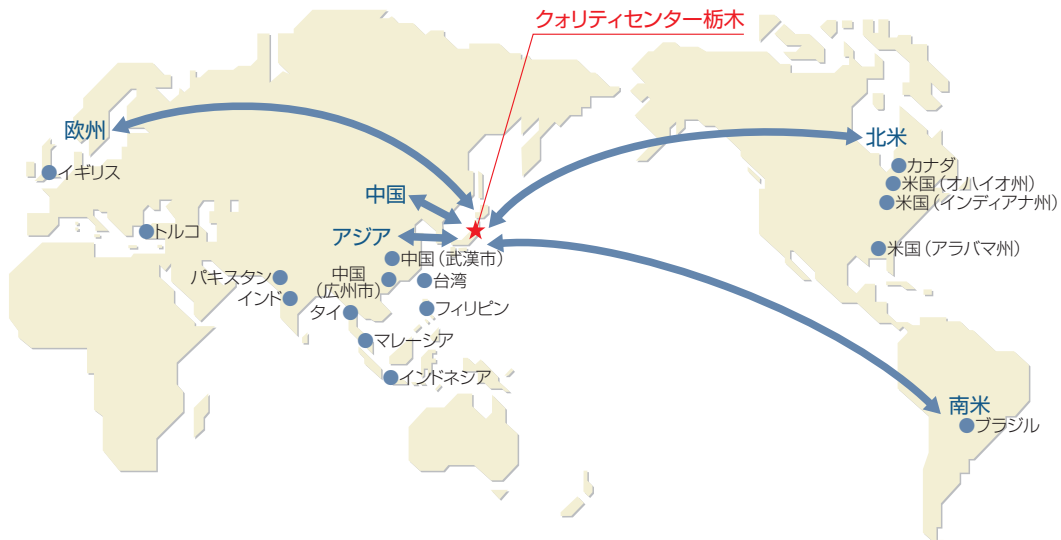 クォリティセンター栃木
欧州
北米
イギリス
カナダ
米国（オハイオ州）
中国
米国（インディアナ州）
トルコ
アジア
米国（アラバマ州）
中国（武漢市）
パキスタン
中国
（広州市）
台湾
インド
タイ
フィリピン
マレーシア
インドネシア
南米
ブラジル